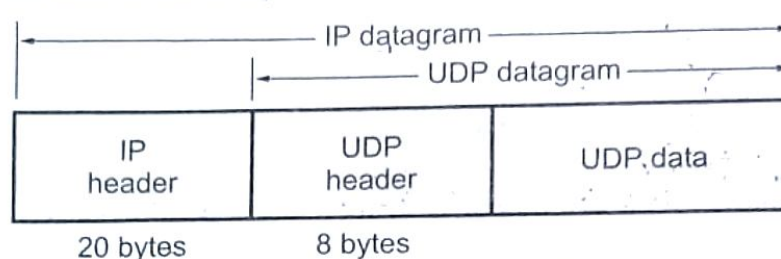 IP datagram
UDP datagram
IP
header
UDP
header
UDP data
20 bytes
8 bytes